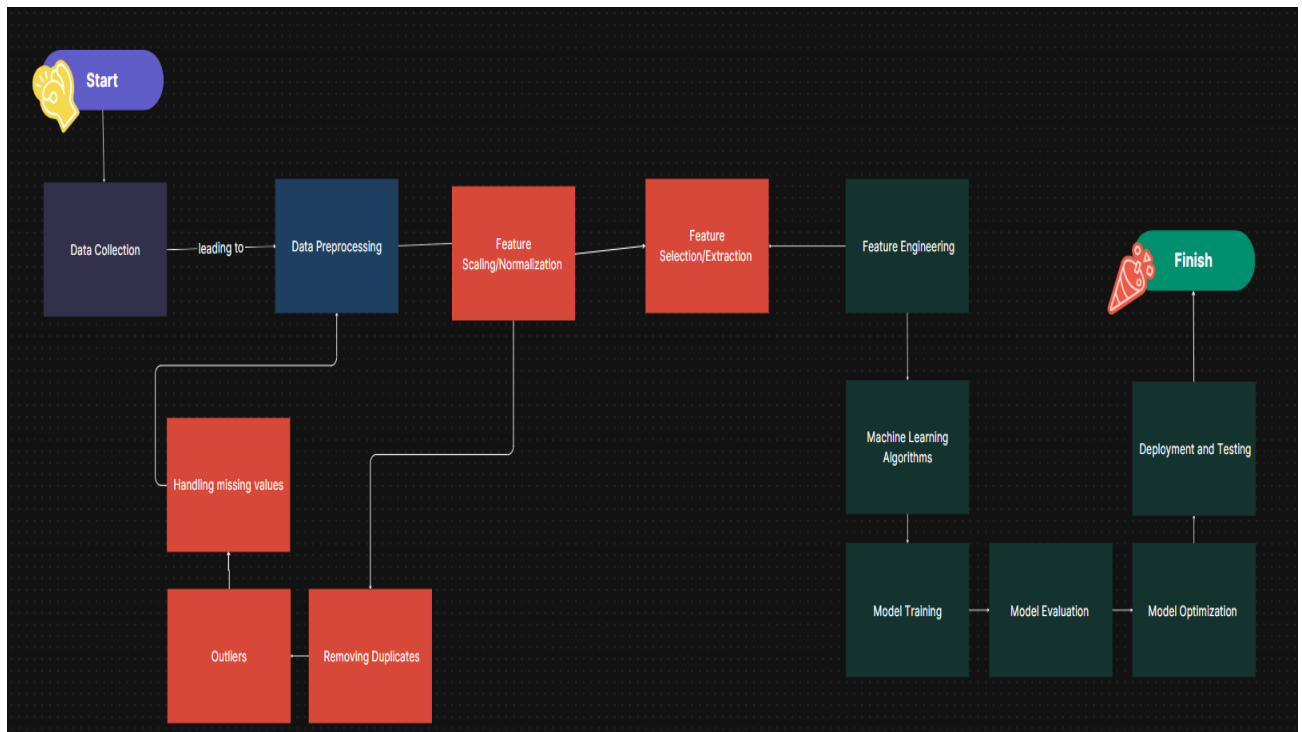 Start
Data Collection
leading to
Data Preprocessing
Feature
Scaling/Normalization
Feature
Selection/Extraction
Feature Engineering
Finish
Machine Learning
Algorithms
Deployment and Testing
Handling missing values
Outliers
Removing Duplicates
Model Training
Model Evaluation
Model Optimization